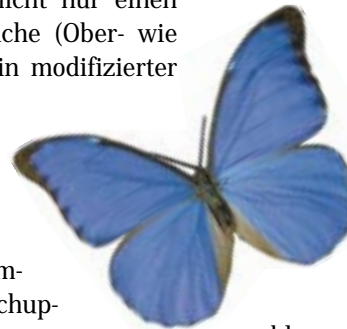 nicht nur einen
che (Ober- wie
in modifizierter
m-
chup-